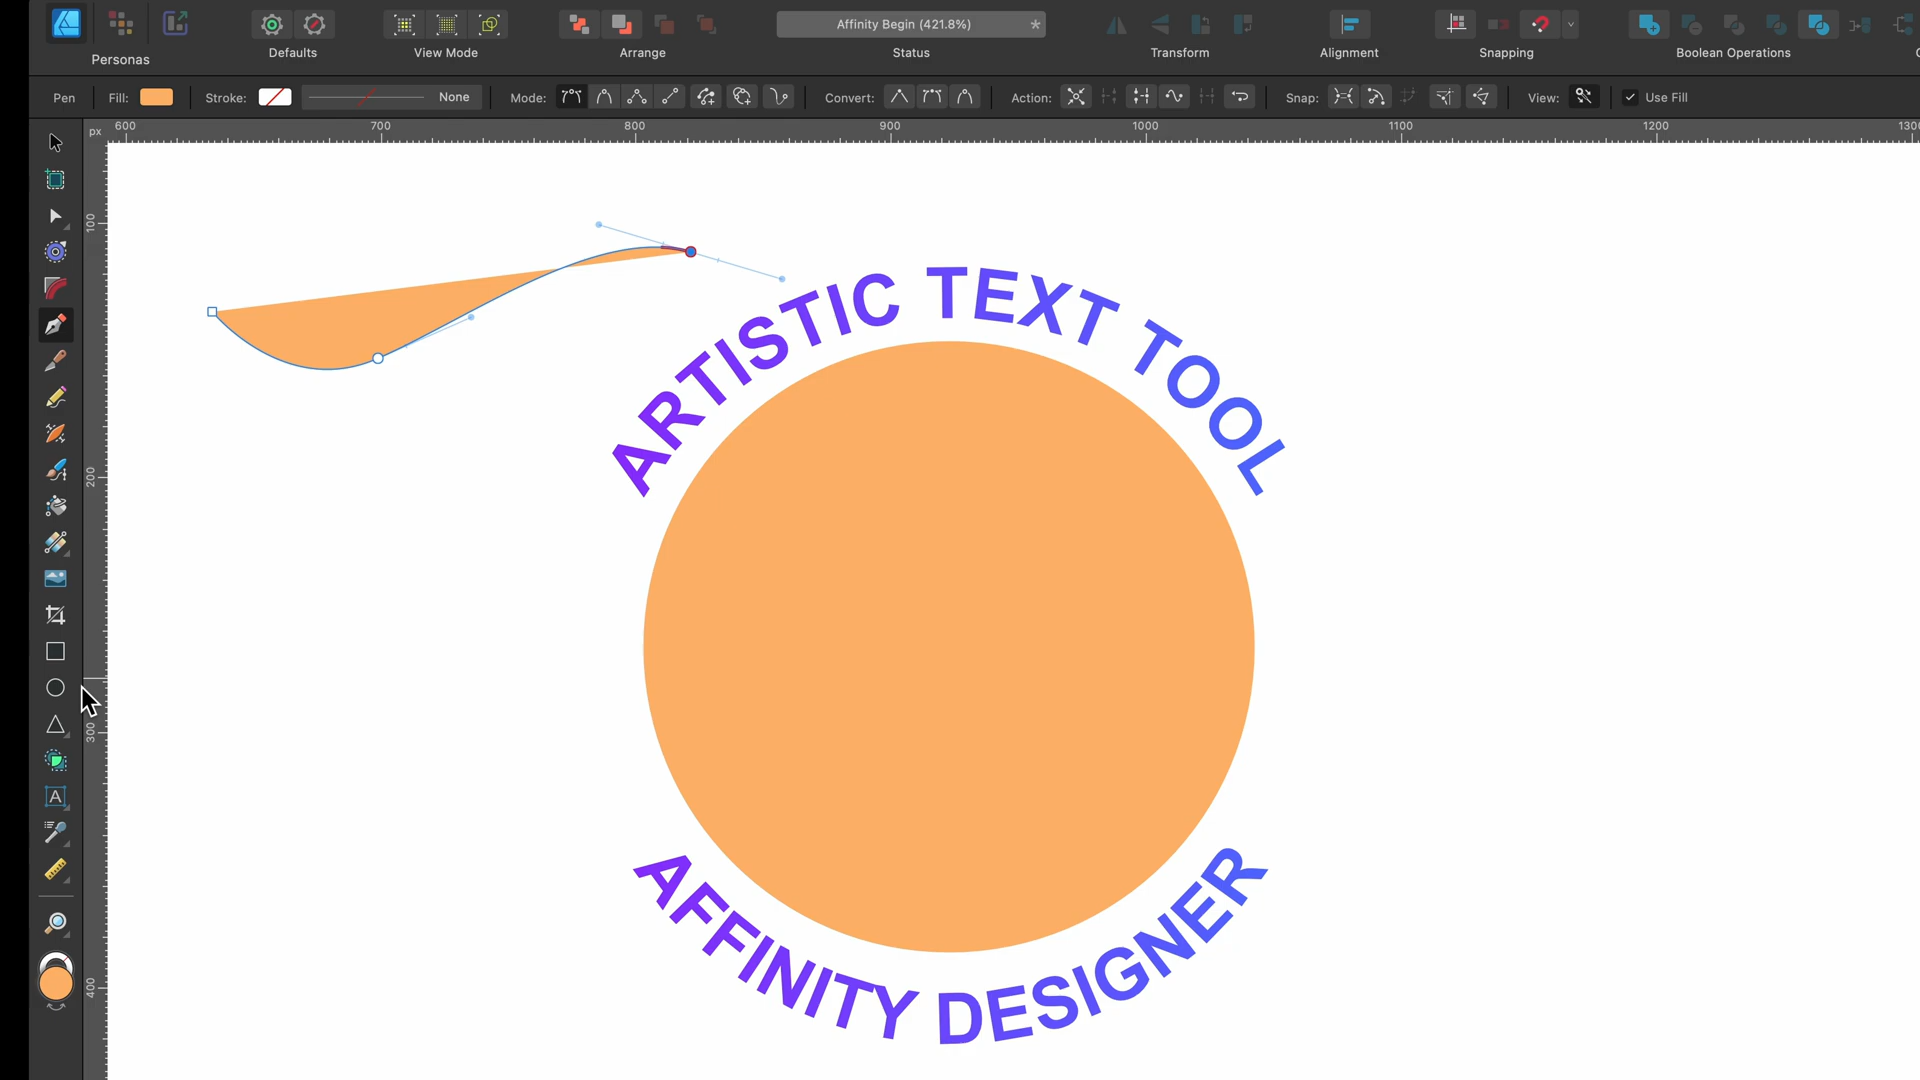 Affinity Begin (421.8%) *
Personas Defaults View Mode Arrange Status Transform Alignment Snapping Boolean Operations
Pen Fill: Stroke: None Mode: Convert: Action: Snap: View: Use Fill
px 600 700 800 900 1000 1100 1200 1300
100
200
300
400
ARTISTIC TEXT TOOL
AFFINITY DESIGNER
A